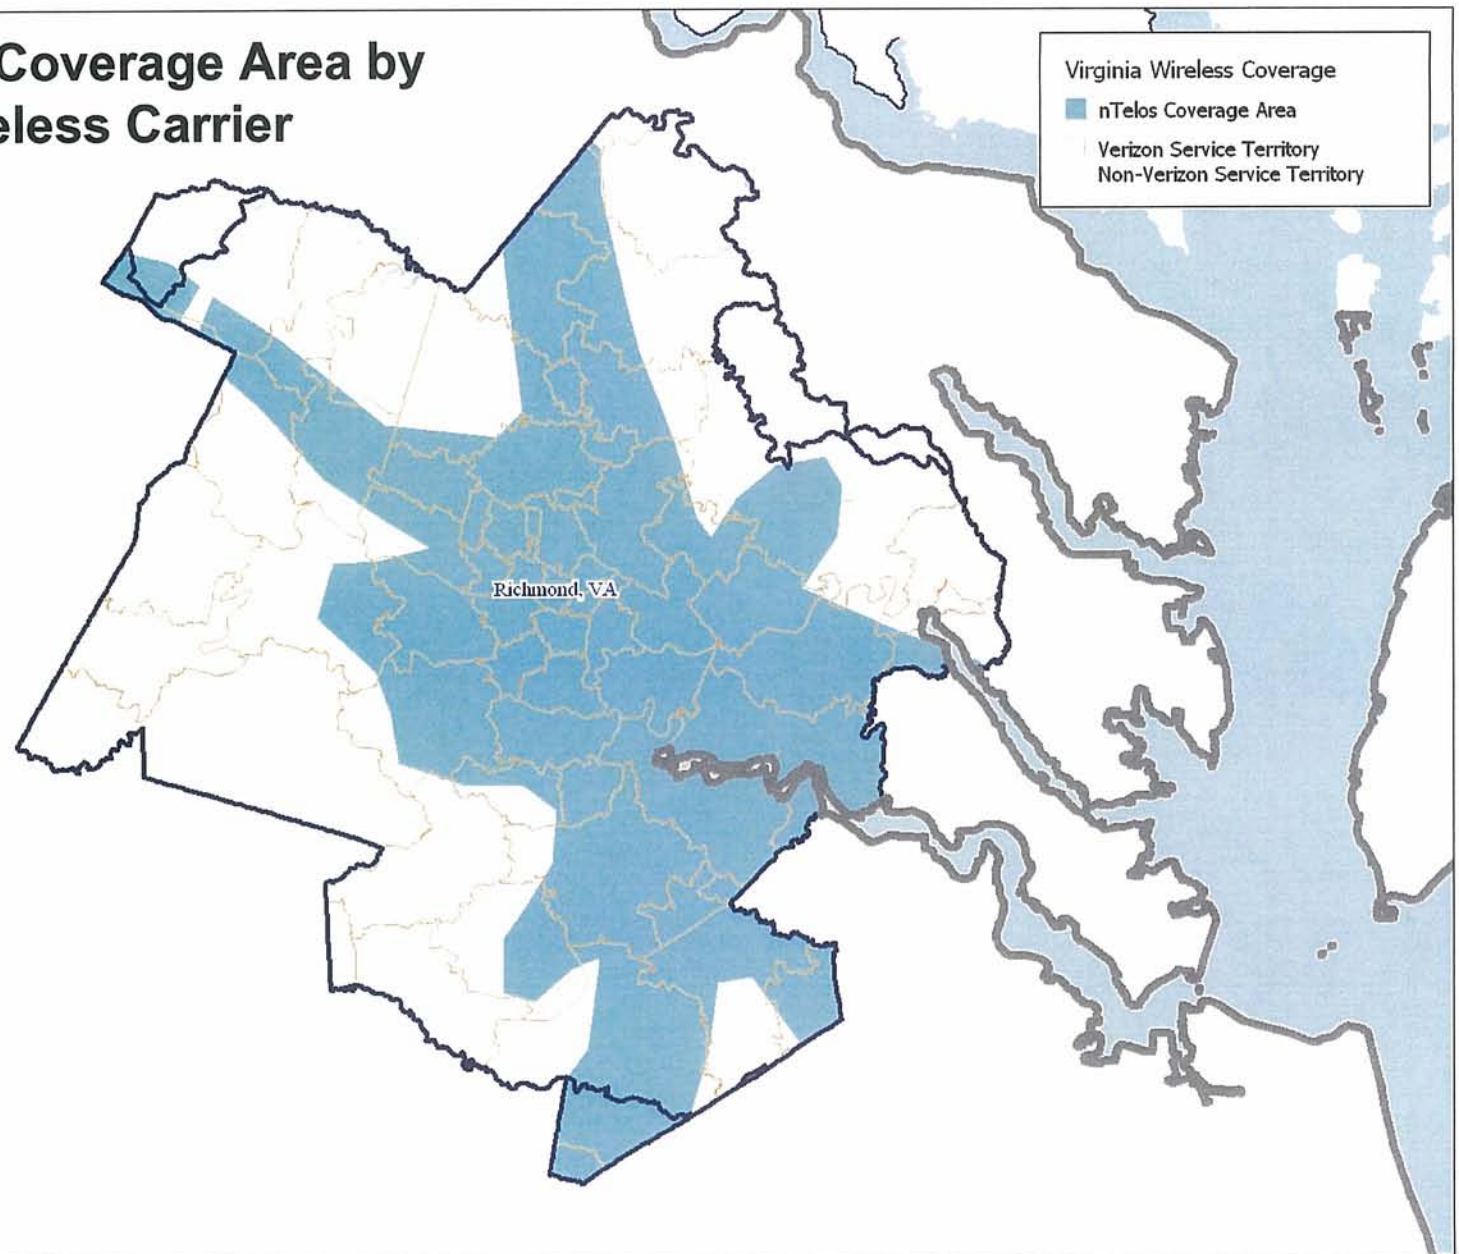 Coverage Area by
eless Carrier
Virginia Wireless Coverage
nTelos Coverage Area
Verizon Service Territory
Non-Verizon Service Territory
Richmond, VA